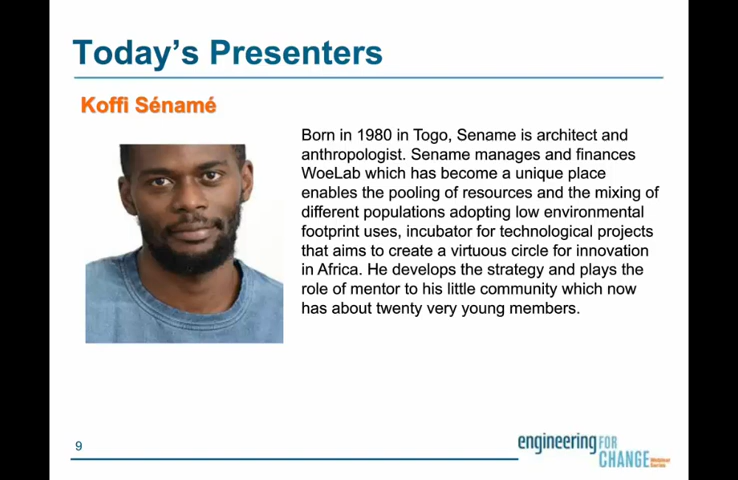 Today's Presenters
Koffi Sénamé
Born in 1980 in Togo, Sename is architect and
anthropologist. Sename manages and finances
WoeLab which has become a unique place
enables the pooling of resources and the mixing of
different populations adopting low environmental
footprint uses, incubator for technological projects
that aims to create a virtuous circle for innovation
in Africa. He develops the strategy and plays the
role of mentor to his little community which now
has about twenty very young members.
9
engineering FOR
CHANGE Webinar
Series